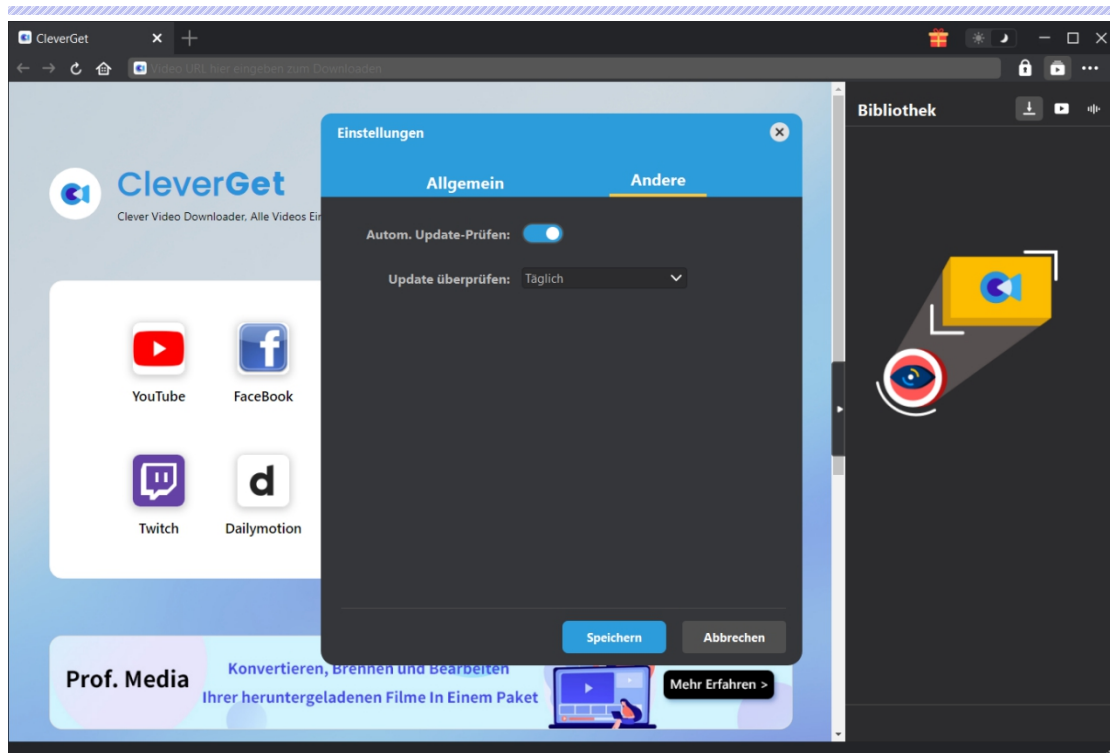 CleverGet
Video URL hier eingeben zum Downloaden
Bibliothek
Einstellungen
Allgemein
Andere
CleverGet
Clever Video Downloader, Alle Videos Ei
Autom. Update-Prüfen:
Update überprüfen:
Täglich
YouTube
FaceBook
Twitch
Dailymotion
Speichern
Abbrechen
Prof. Media
Konvertieren, Brennen und Bearbeiten
Ihrer heruntergeladenen Filme In Einem Paket
Mehr Erfahren >